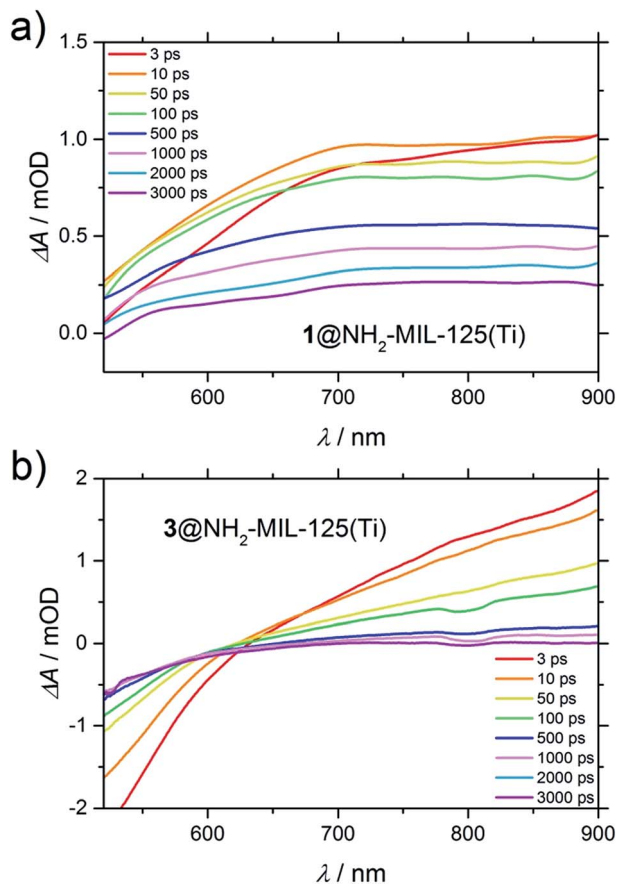 a)
1.5
1.0
0.5
0.0
ΔA / mOD
3 ps
10 ps
50 ps
100 ps
500 ps
1000 ps
2000 ps
3000 ps
1@NH₂-MIL-125(Ti)
600 700 800 900
λ / nm
b)
2
1
0
-1
-2
ΔA / mOD
3@NH₂-MIL-125(Ti)
3 ps
10 ps
50 ps
100 ps
500 ps
1000 ps
2000 ps
3000 ps
600 700 800 900
λ / nm